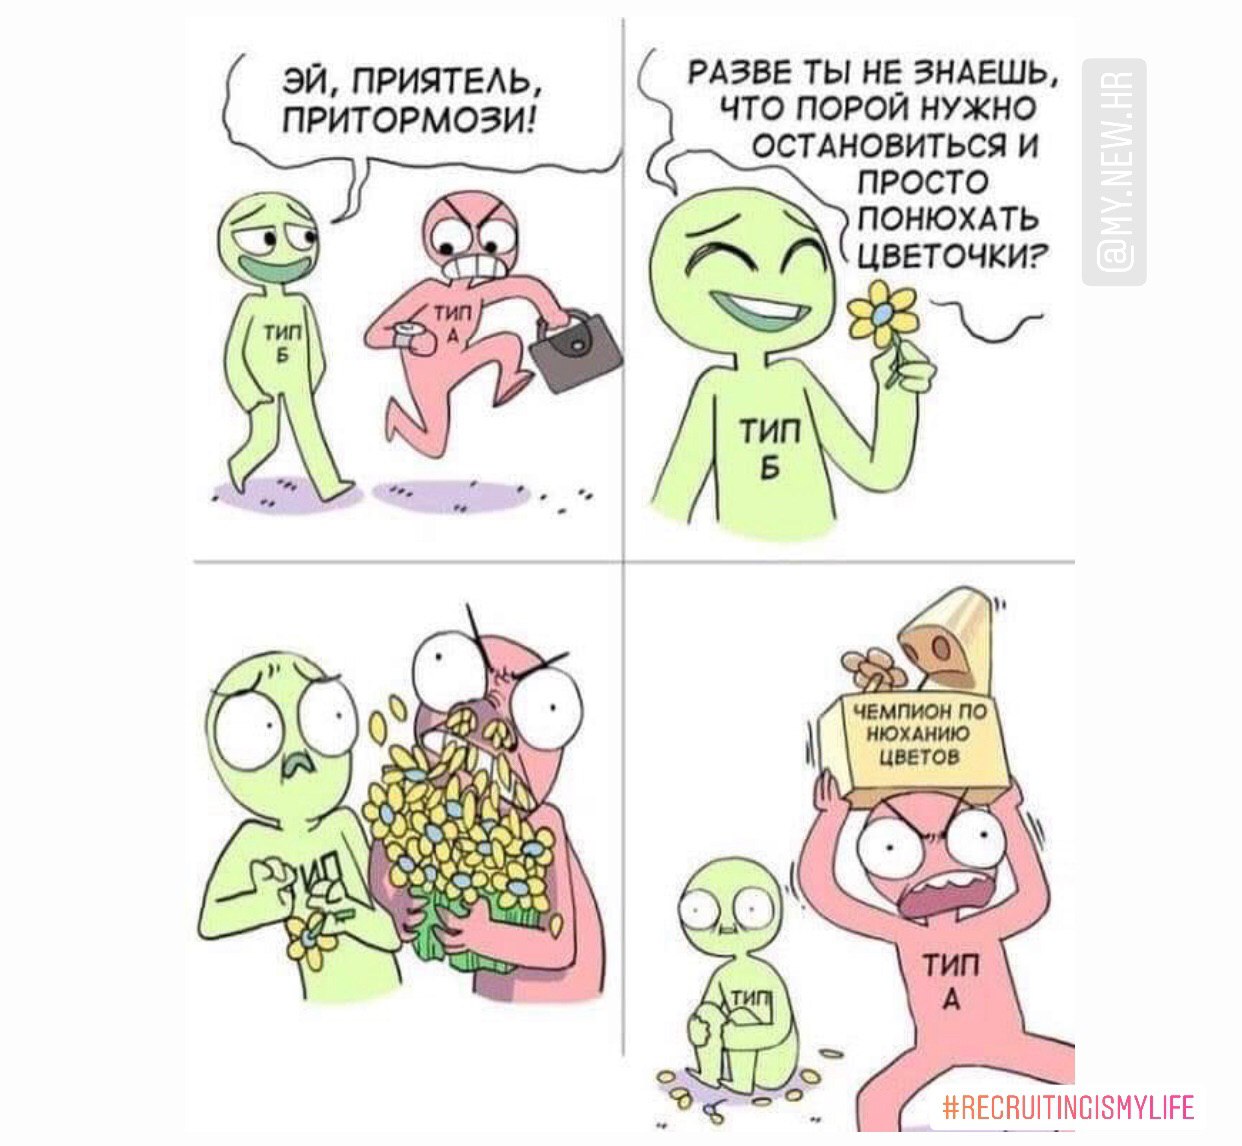 ЭЙ, ПРИЯТЕЛЬ,
ПРИТОРМОЗИ!
ТИП
Б
ТИП
А
РАЗВЕ ТЫ НЕ ЗНАЕШЬ,
ЧТО ПОРОЙ НУЖНО
ОСТАНОВИТЬСЯ И
ПРОСТО
ПОНЮХАТЬ
ЦВЕТОЧКИ?
ТИП
Б
@MY.NEW.HR
ТИП
ЧЕМПИОН ПО
НЮХАНИЮ
ЦВЕТОВ
ТИП
ТИП
А
#RECRUITINGISMYLIFE